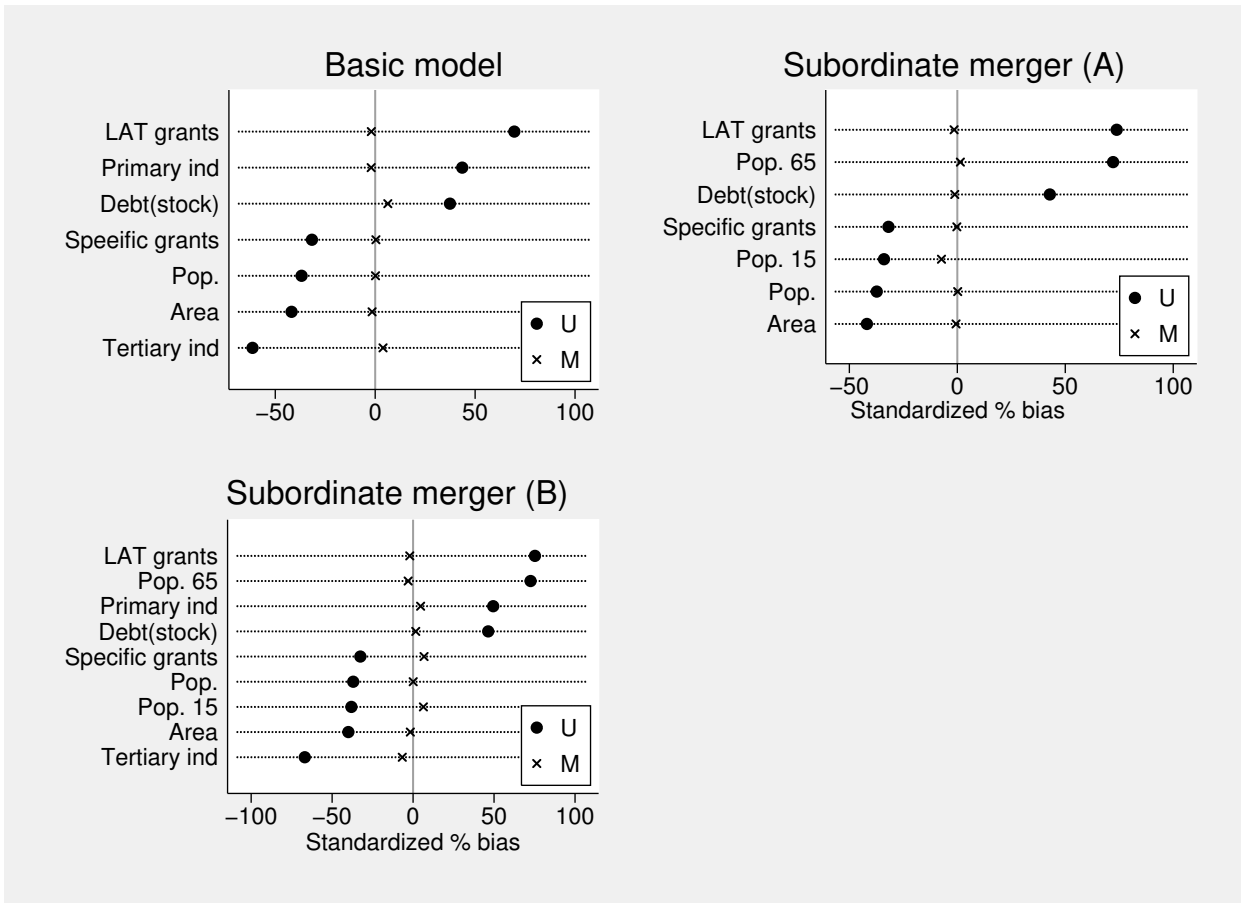 Basic model
LAT grants
Primary ind
Debt(stock)
Speeific grants
Pop.
Area
Tertiary ind
U
M
−50 0 50 100
Subordinate merger (A)
LAT grants
Pop. 65
Debt(stock)
Specific grants
Pop. 15
Pop.
Area
U
M
−50 0 50 100
Standardized % bias
Subordinate merger (B)
LAT grants
Pop. 65
Primary ind
Debt(stock)
Specific grants
Pop.
Pop. 15
Area
Tertiary ind
U
M
−100 −50 0 50 100
Standardized % bias